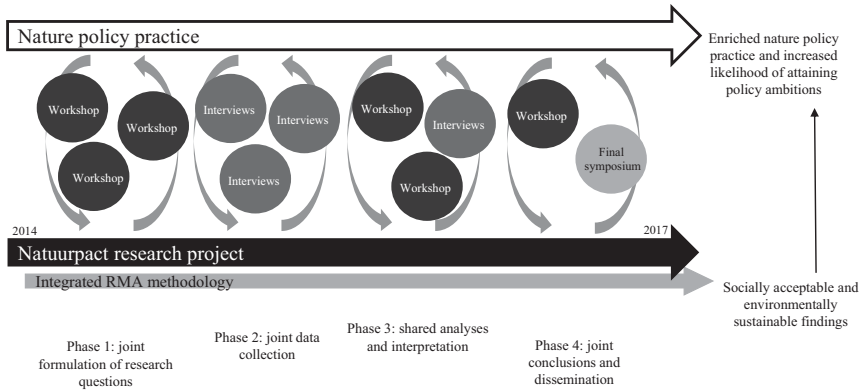 Nature policy practice
Enriched nature policy
practice and increased
likelihood of attaining
policy ambitions
Workshop
Workshop
Workshop
Interviews
Interviews
Interviews
Workshop
Interviews
Workshop
Workshop
Final
symposium
2014
2017
Natuurpact research project
Integrated RMA methodology
Socially acceptable and
environmentally
sustainable findings
Phase 1: joint
formulation of research
questions
Phase 2: joint data
collection
Phase 3: shared analyses
and interpretation
Phase 4: joint
conclusions and
dissemination